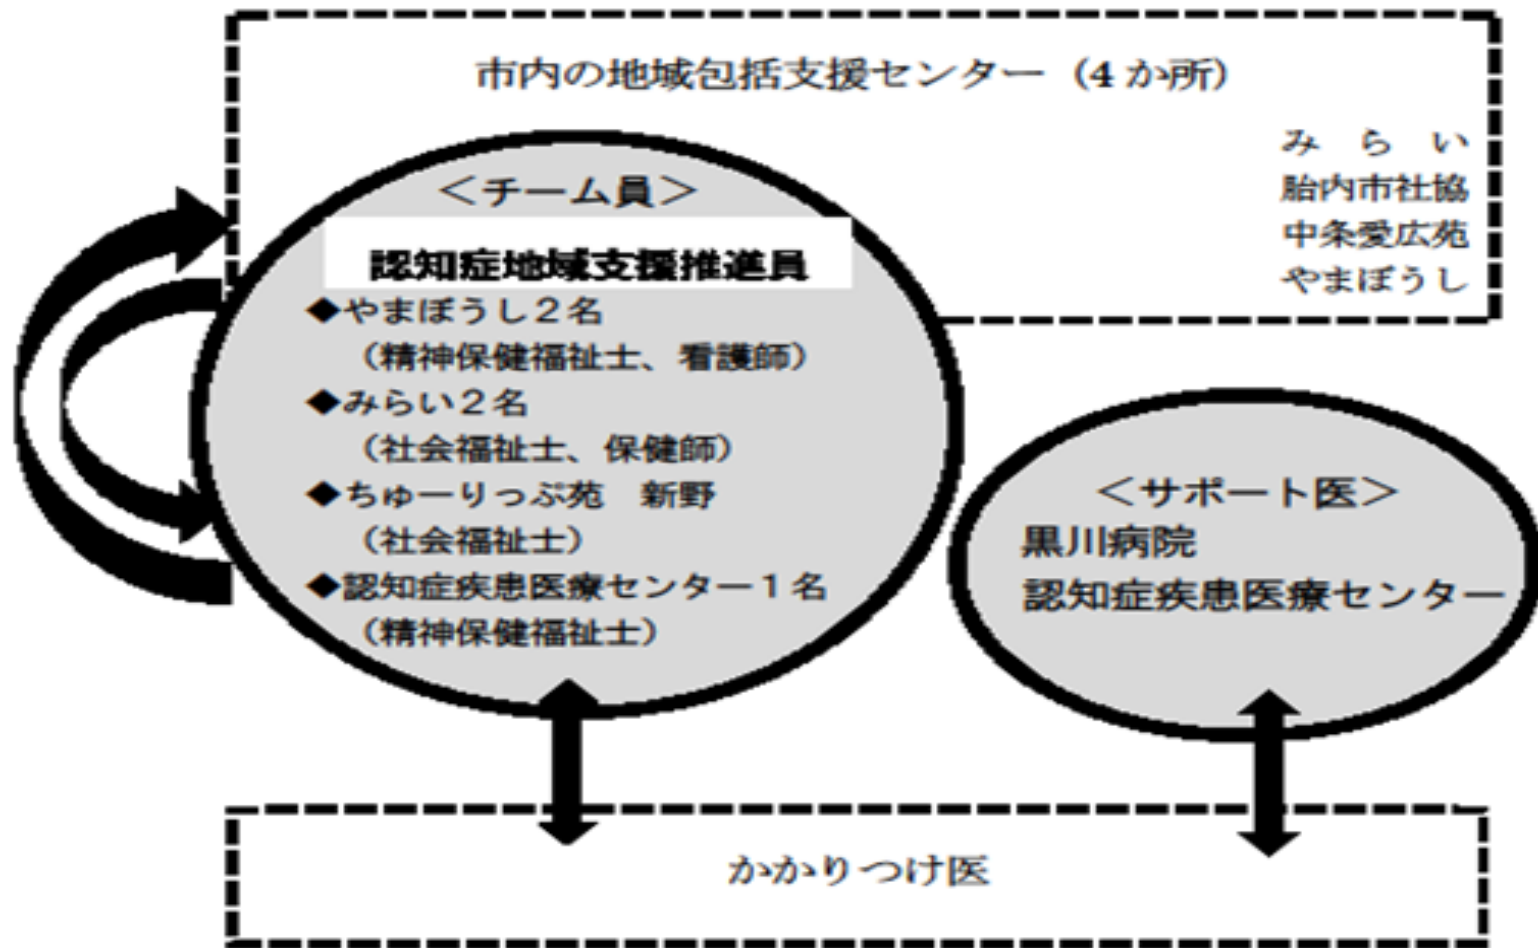 市内の地域包括支援センター（4か所）
み　ら　い
胎内市社協
中条愛広苑
やまぼうし
＜チーム員＞
認知症地域支援推進員
◆やまぼうし２名
（精神保健福祉士、看護師）
◆みらい２名
（社会福祉士、保健師）
◆ちゅーりっぷ苑　新野
（社会福祉士）
◆認知症疾患医療センター１名
（精神保健福祉士）
＜サポート医＞
黒川病院
認知症疾患医療センター
かかりつけ医